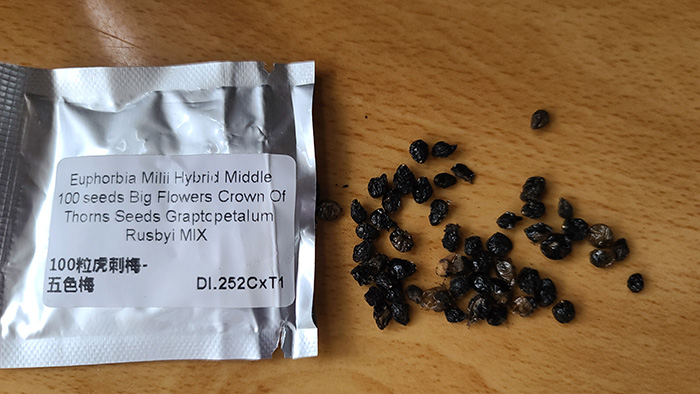 Euphorbia Milii Hybrid Middle
100 seeds Big Flowers Crown Of
Thorns Seeds Graptopetalum
Rusbyi MIX
100粒虎刺梅-
五色梅 DI.252CxT1